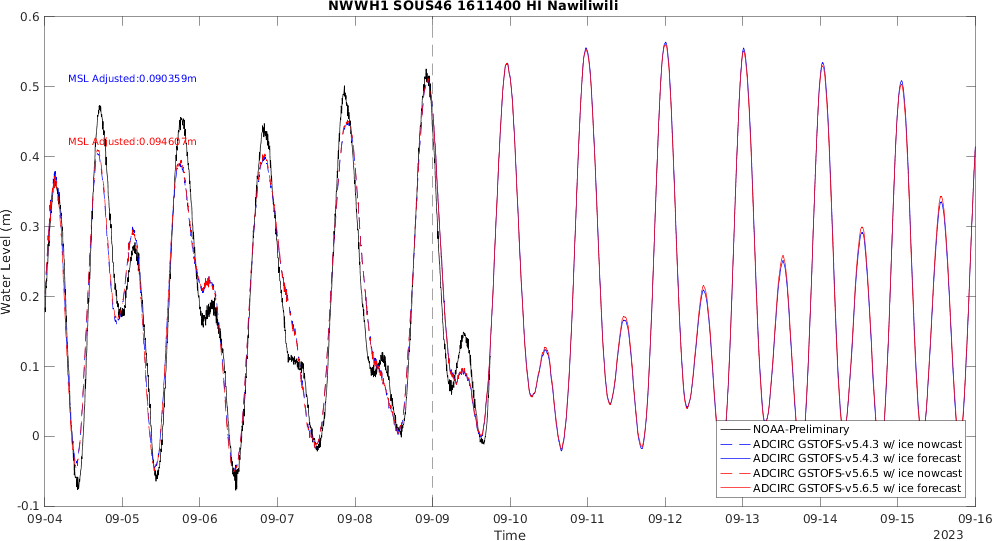 NWWH1 SOUS46 1611400 HI Nawiliwili
0.6
0.5
0.4
0.3
0.2
0.1
0
-0.1
Water Level (m)
MSL Adjusted:0.090359m
MSL Adjusted:0.094607m
NOAA-Preliminary
ADCIRC GSTOFS-v5.4.3 w/ice nowcast
ADCIRC GSTOFS-v5.4.3 w/ice forecast
ADCIRC GSTOFS-v5.6.5 w/ice nowcast
ADCIRC GSTOFS-v5.6.5 w/ice forecast
09-04 09-05 09-06 09-07 09-08 09-09 09-10 09-11 09-12 09-13 09-14 09-15 09-16
Time
2023